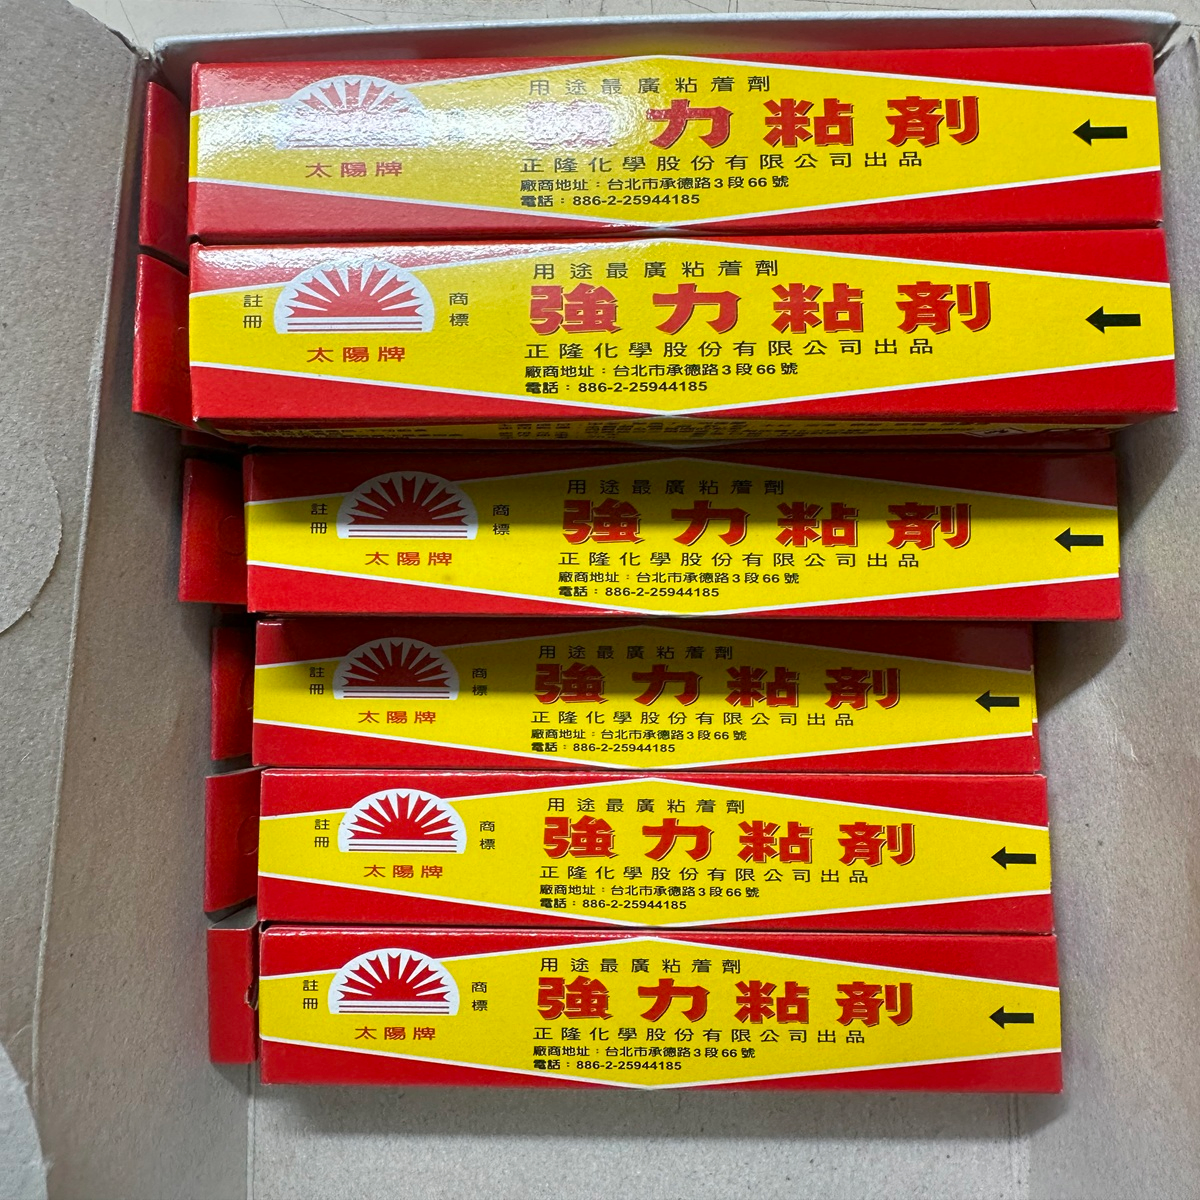 用途最廣粘着劑
強力粘剤
太陽牌
正隆化學股份有限公司出品
廠商地址：台北市承德路3段66號
電話：886-2-25944185
用途最廣粘着劑
註冊
商標
強力粘剤
太陽牌
正隆化學股份有限公司出品
廠商地址：台北市承德路3段66號
電話：886-2-25944185
用途最廣粘着劑
註冊
商標
強力粘剤
太陽牌
正隆化學股份有限公司出品
廠商地址：台北市承德路3段66號
電話：886-2-25944185
用途最廣粘着劑
註冊
商標
強力粘剤
太陽牌
正隆化學股份有限公司出品
廠商地址：台北市承德路3段66號
電話：886-2-25944185
用途最廣粘着劑
註冊
商標
強力粘剤
太陽牌
正隆化學股份有限公司出品
廠商地址：台北市承德路3段66號
電話：886-2-25944185
用途最廣粘着劑
註冊
商標
強力粘剤
太陽牌
正隆化學股份有限公司出品
廠商地址：台北市承德路3段66號
電話：886-2-25944185